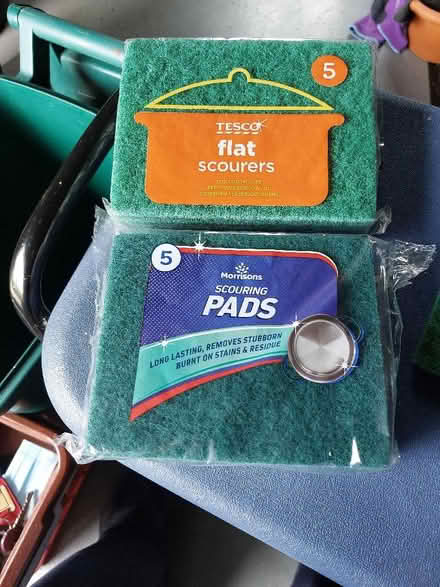 5
TESCO
flat
scourers
5
Morrisons
SCOURING
PADS
LONG LASTING, REMOVES STUBBORN
BURNT ON STAINS & RESIDUE